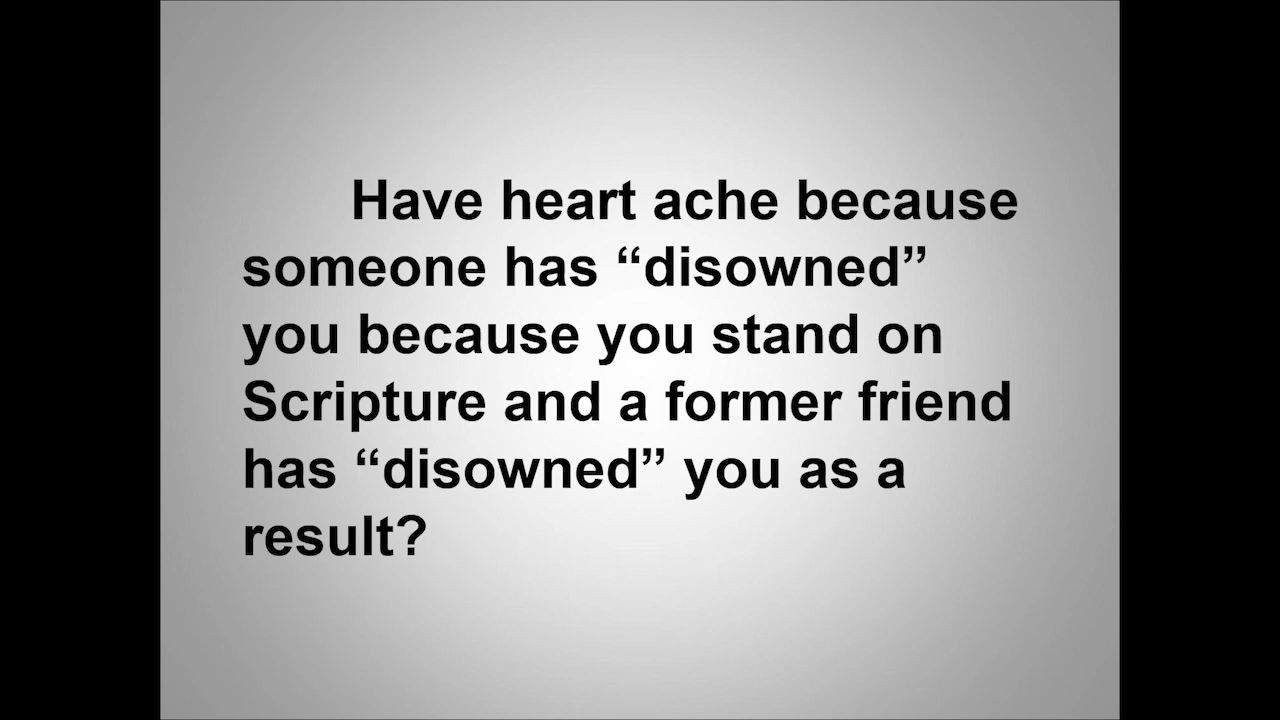 Have heart ache because
someone has “disowned”
you because you stand on
Scripture and a former friend
has “disowned” you as a
result?